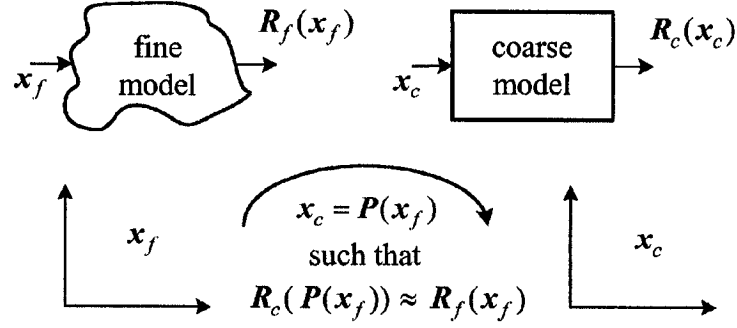 fine
model
x_f
R_f(x_f)
coarse
model
x_c
R_c(x_c)
x_f
x_c = P(x_f)
such that
R_c(P(x_f)) ≈ R_f(x_f)
x_c